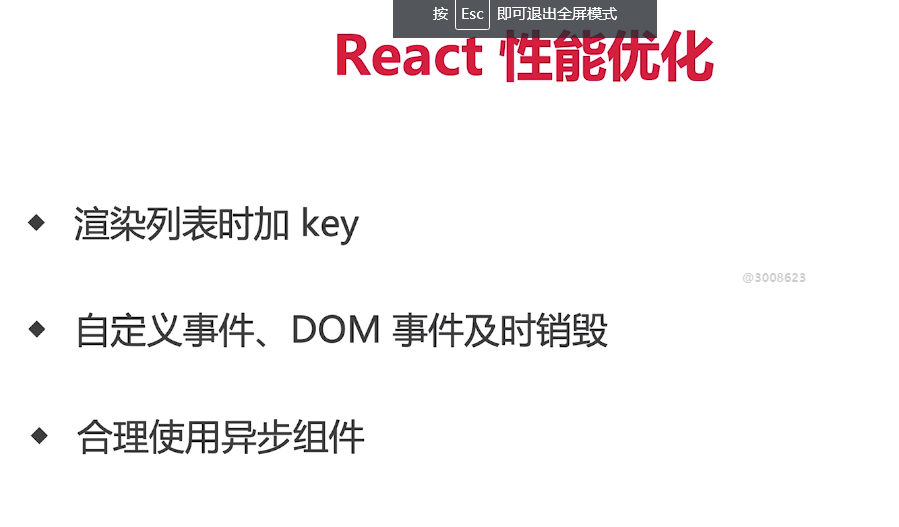 按 Esc 即可退出全屏模式
React 性能优化
渲染列表时加 key
@3008623
自定义事件、DOM 事件及时销毁
合理使用异步组件